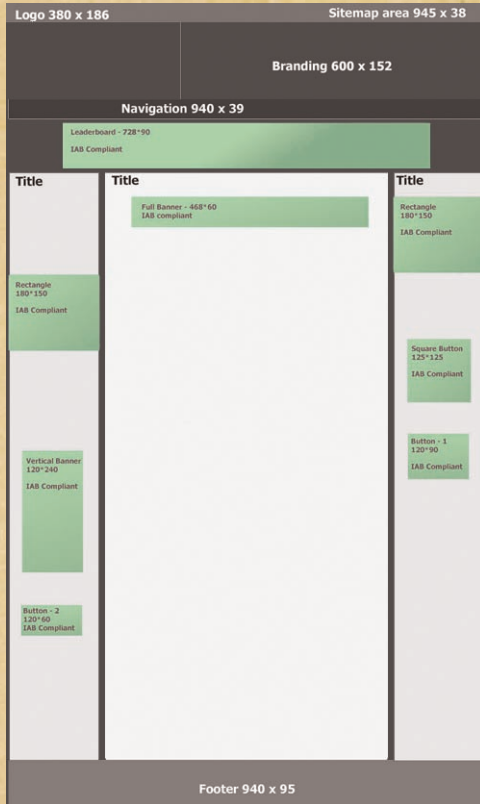 Logo 380 x 186
Sitemap area 945 x 38
Branding 600 x 152
Navigation 940 x 39
Leaderboard - 728*90
IAB Compliant
Title
Rectangle
180*150
IAB Compliant
Vertical Banner
120*240
IAB Compliant
Button - 2
120*60
IAB Compliant
Title
Full Banner - 468*60
IAB compliant
Title
Rectangle
180*150
IAB Compliant
Square Button
125*125
IAB Compliant
Button - 1
120*90
IAB Compliant
Footer 940 x 95